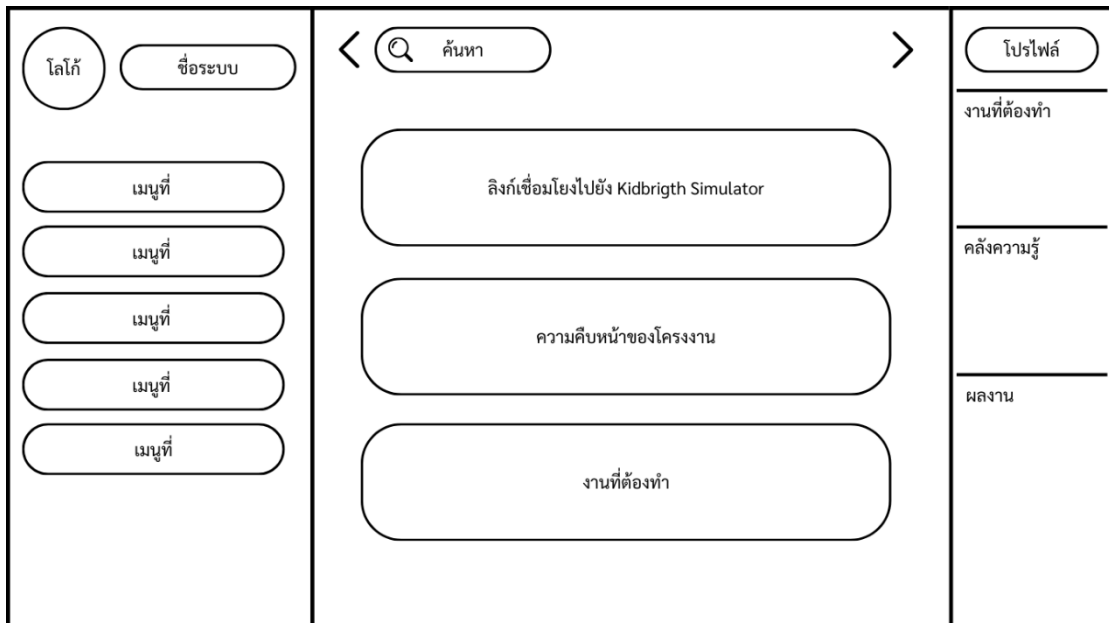 โลโก้
ชื่อระบบ
เมนูที่
เมนูที่
เมนูที่
เมนูที่
เมนูที่
ค้นหา
ลิงก์เชื่อมโยงไปยัง Kidbrigth Simulator
ความคืบหน้าของโครงงาน
งานที่ต้องทำ
โปรไฟล์
งานที่ต้องทำ
คลังความรู้
ผลงาน